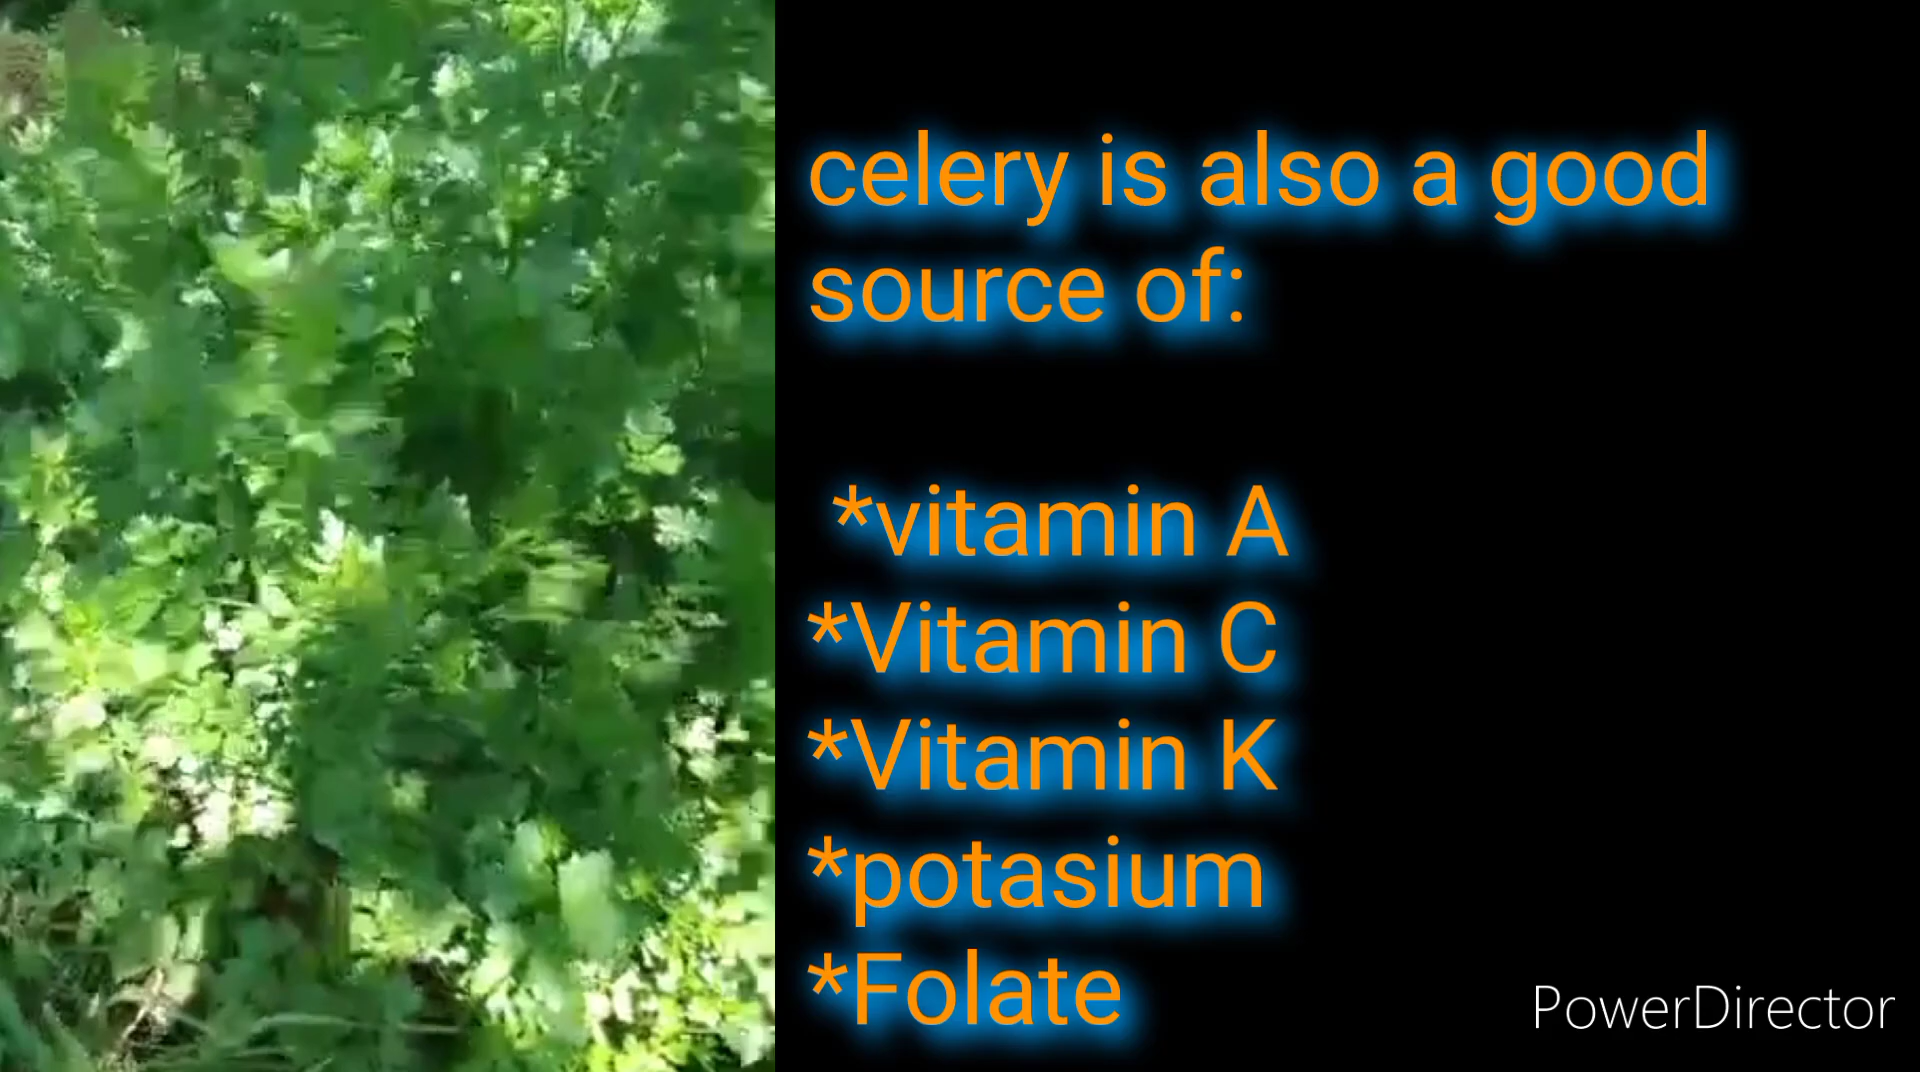 celery is also a good
source of:
*vitamin A
*Vitamin C
*Vitamin K
*potasium
*Folate
PowerDirector